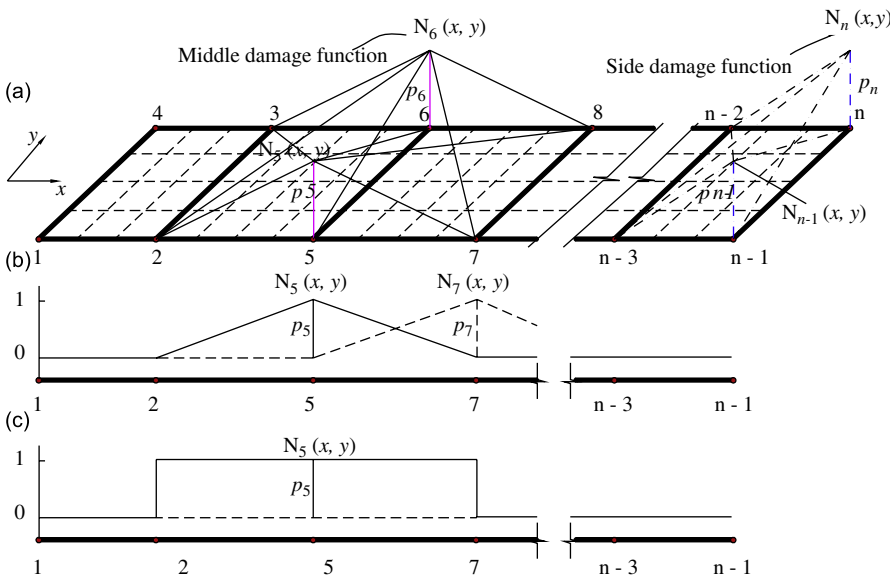 N6 (x, y)
Nn (x,y)
Middle damage function
Side damage function
(a)
p6
pn
4 3 6 8 n - 2 n
y
N5 (x, y)
x
p5
p n-1
Nn-1 (x, y)
1 2 5 7 n - 3 n - 1
(b)
N5 (x, y) N7 (x, y)
1
p5 p7
0
1 2 5 7 n - 3 n - 1
(c)
N5 (x, y)
1
p5
0
1 2 5 7 n - 3 n - 1